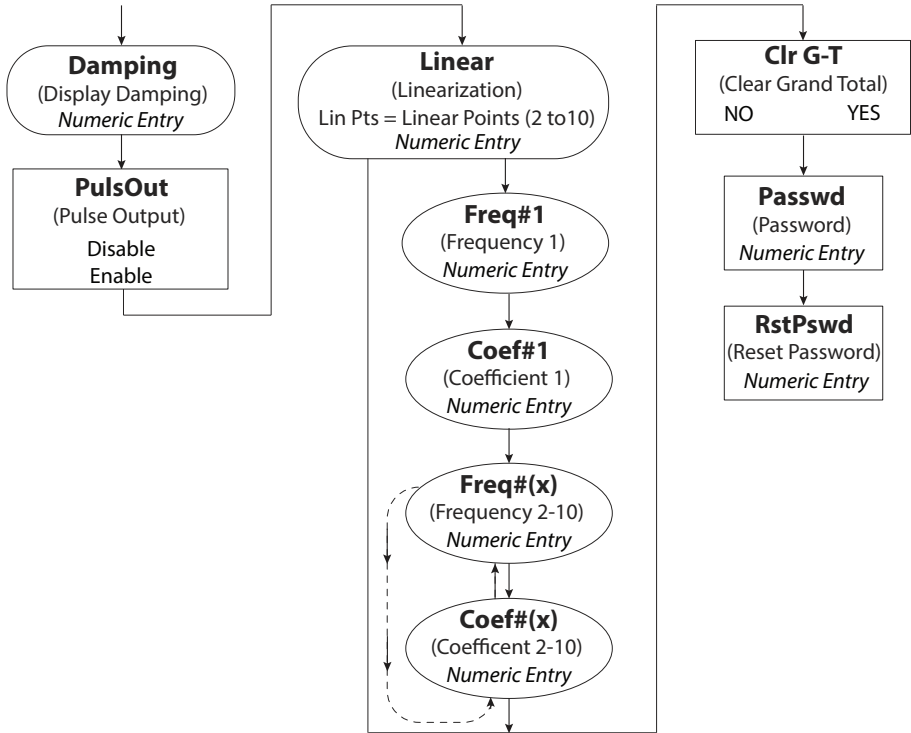 Damping
(Display Damping)
Numeric Entry
PulsOut
(Pulse Output)
Disable
Enable
Linear
(Linearization)
Lin Pts = Linear Points (2 to10)
Numeric Entry
Freq#1
(Frequency 1)
Numeric Entry
Coef#1
(Coefficient 1)
Numeric Entry
Freq#(x)
(Frequency 2-10)
Numeric Entry
Coef#(x)
(Coefficent 2-10)
Numeric Entry
Clr G-T
(Clear Grand Total)
NO YES
Passwd
(Password)
Numeric Entry
RstPswd
(Reset Password)
Numeric Entry